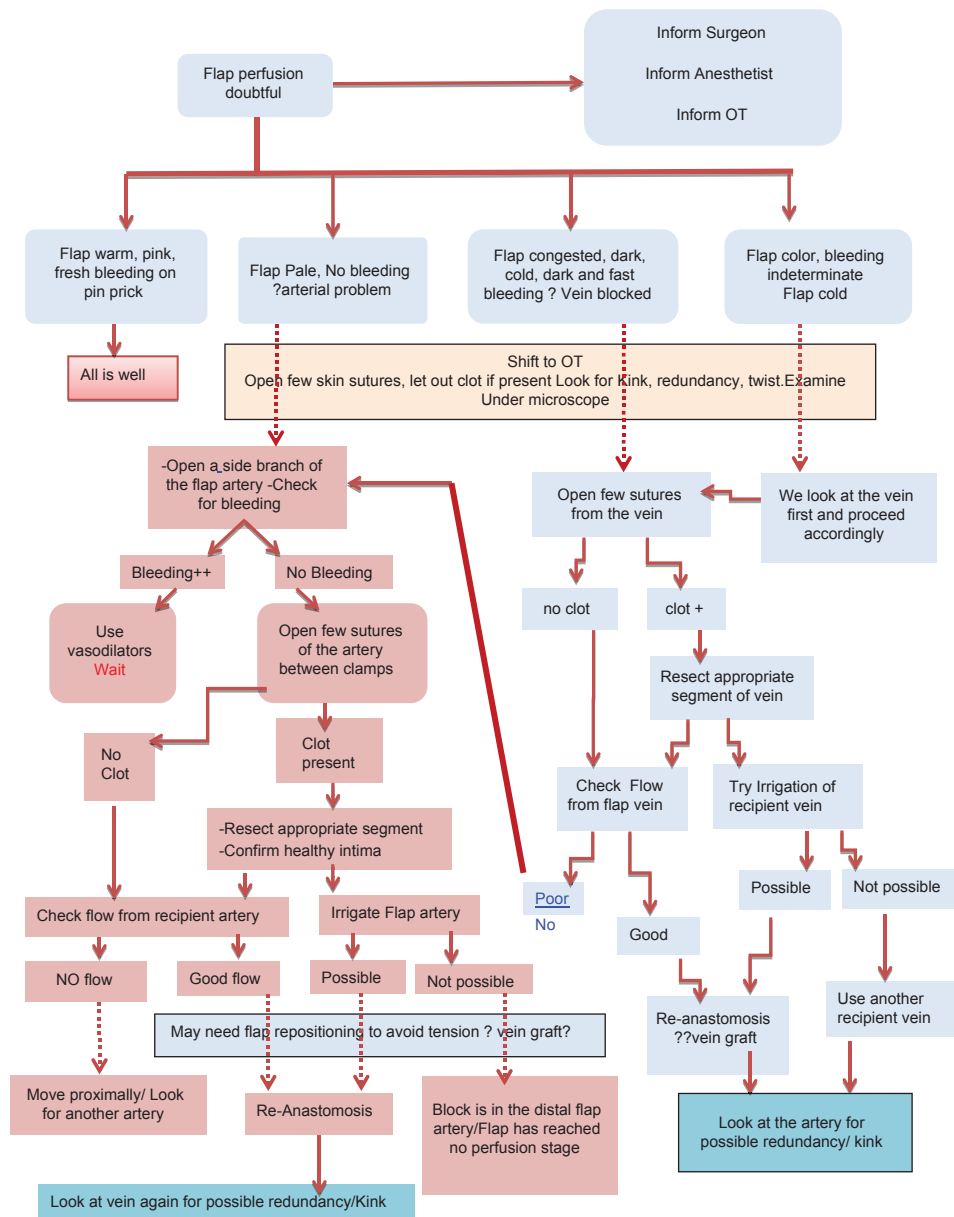 Inform Surgeon
Inform Anesthetist
Inform OT
Flap perfusion
doubtful
Flap warm, pink,
fresh bleeding on
pin prick
Flap Pale, No bleeding
?arterial problem
Flap congested, dark,
cold, dark and fast
bleeding ? Vein blocked
Flap color, bleeding
indeterminate
Flap cold
All is well
Shift to OT
Open few skin sutures, let out clot if present Look for Kink, redundancy, twist.Examine
Under microscope
-Open a side branch of
the flap artery -Check
for bleeding
Open few sutures
from the vein
We look at the vein
first and proceed
accordingly
Bleeding++
No Bleeding
no clot
clot +
Use
vasodilators
Wait
Open few sutures
of the artery
between clamps
Resect appropriate
segment of vein
No
Clot
Clot
present
Check Flow
from flap vein
Try Irrigation of
recipient vein
-Resect appropriate segment
-Confirm healthy intima
Poor
No
Possible
Not possible
Check flow from recipient artery
Irrigate Flap artery
Good
NO flow
Good flow
Possible
Not possible
Re-anastomosis
??vein graft
Use another
recipient vein
May need flap repositioning to avoid tension ? vein graft?
Move proximally/ Look
for another artery
Re-Anastomosis
Block is in the distal flap
artery/Flap has reached
no perfusion stage
Look at the artery for
possible redundancy/ kink
Look at vein again for possible redundancy/Kink